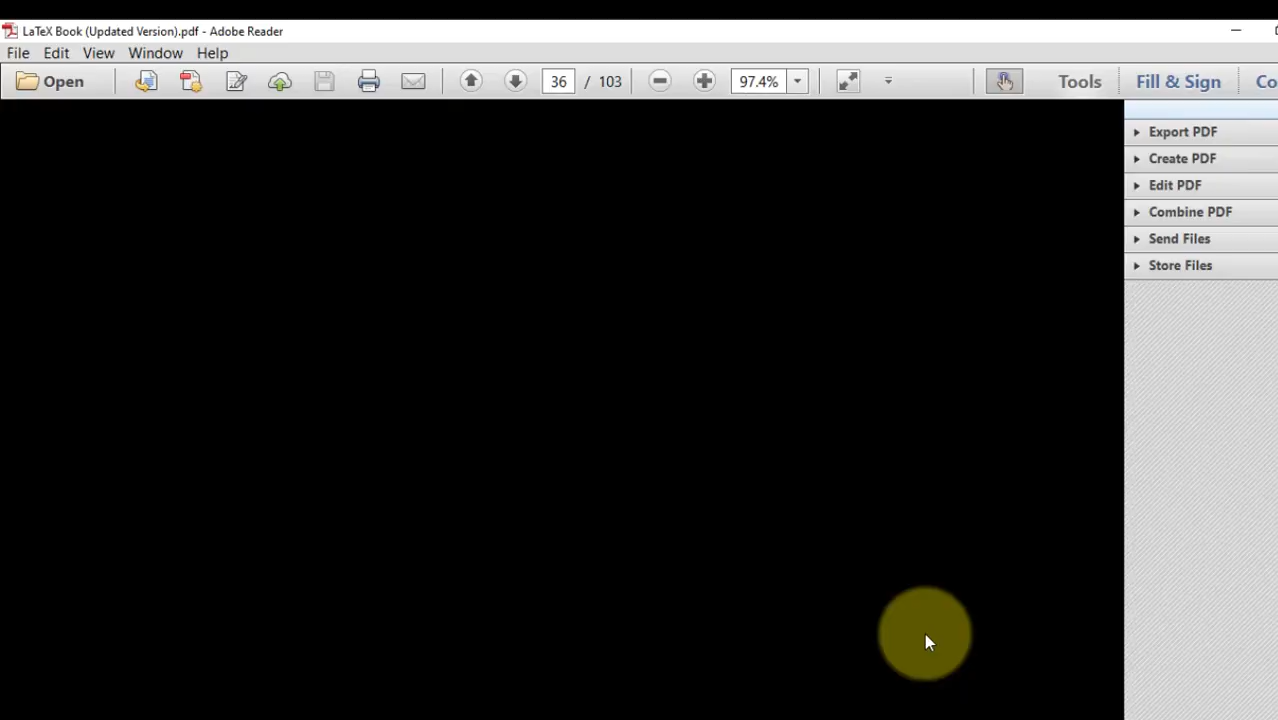 LaTeX Book (Updated Version).pdf - Adobe Reader
File Edit View Window Help
Open 36 / 103 97.4% Tools Fill & Sign Co
Export PDF
Create PDF
Edit PDF
Combine PDF
Send Files
Store Files